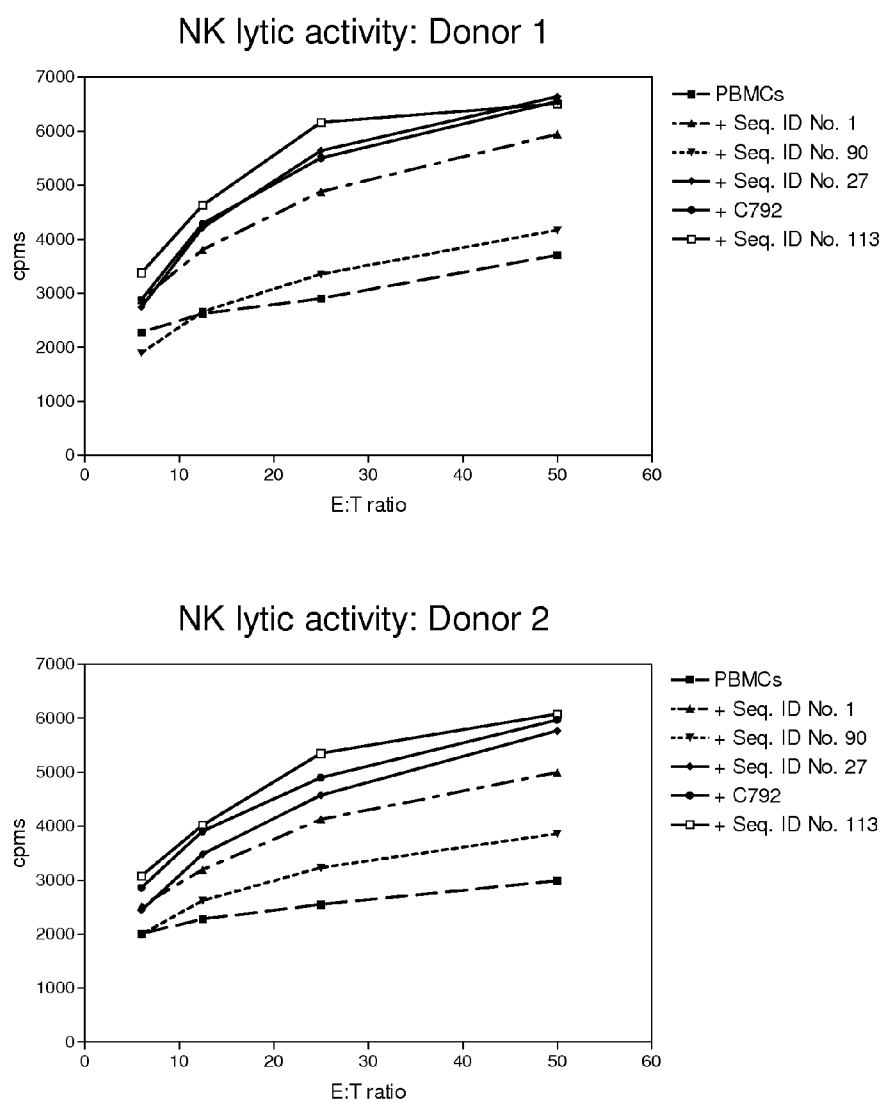 NK lytic activity: Donor 1
7000
6000
5000
4000
3000
2000
1000
0
cpms
0 10 20 30 40 50 60
E:T ratio
PBMCs
+ Seq. ID No. 1
+ Seq. ID No. 90
+ Seq. ID No. 27
+ C792
+ Seq. ID No. 113
NK lytic activity: Donor 2
7000
6000
5000
4000
3000
2000
1000
0
cpms
0 10 20 30 40 50 60
E:T ratio
PBMCs
+ Seq. ID No. 1
+ Seq. ID No. 90
+ Seq. ID No. 27
+ C792
+ Seq. ID No. 113